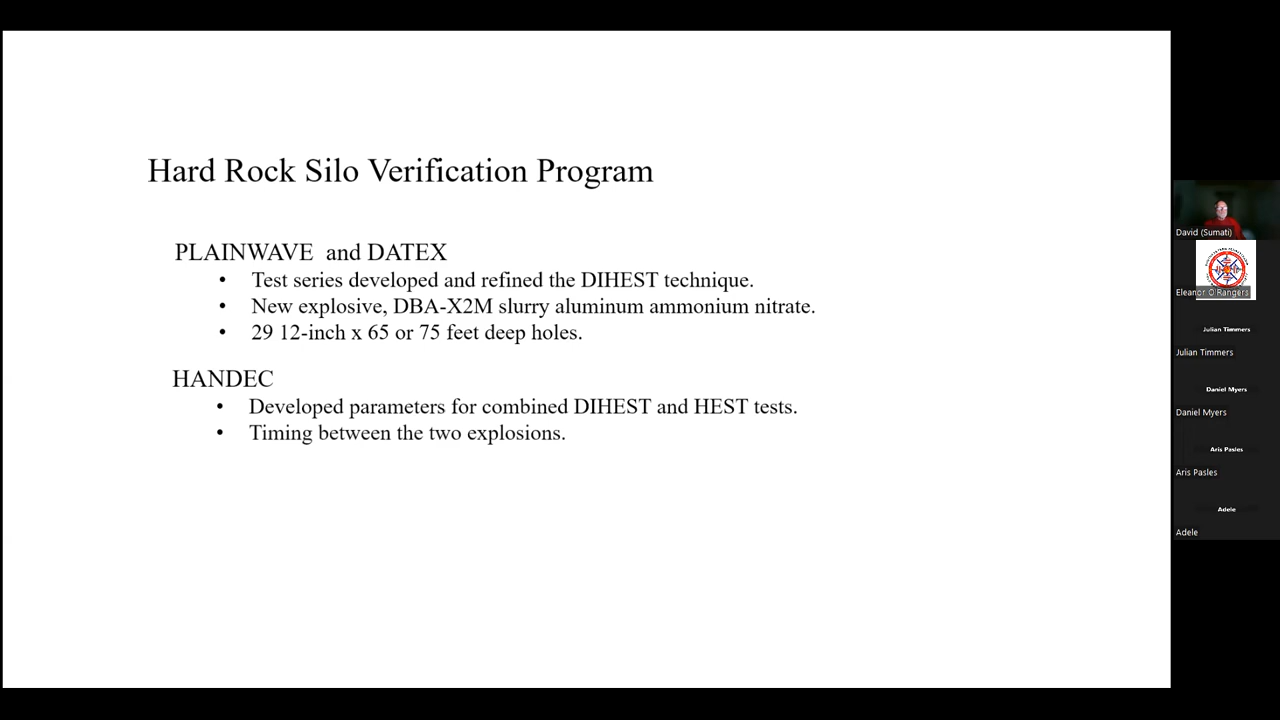 Hard Rock Silo Verification Program
PLAINWAVE and DATEX
• Test series developed and refined the DIHEST technique.
• New explosive, DBA-X2M slurry aluminum ammonium nitrate.
• 29 12-inch x 65 or 75 feet deep holes.
HANDEC
• Developed parameters for combined DIHEST and HEST tests.
• Timing between the two explosions.
David (Sumati)
Eleanor O'Rangers
Julian Timmers
Julian Timmers
Daniel Myers
Daniel Myers
Aris Pasles
Aris Pasles
Adele
Adele